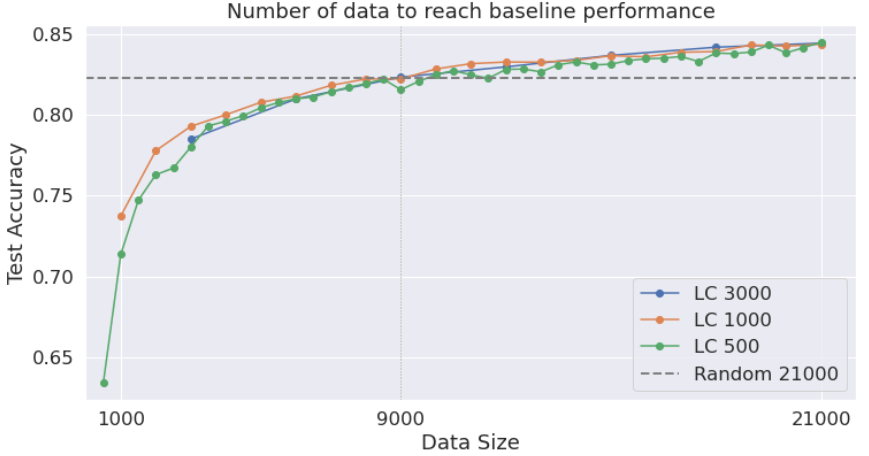 Number of data to reach baseline performance
Test Accuracy
0.85
0.80
0.75
0.70
0.65
1000
9000
21000
Data Size
LC 3000
LC 1000
LC 500
Random 21000